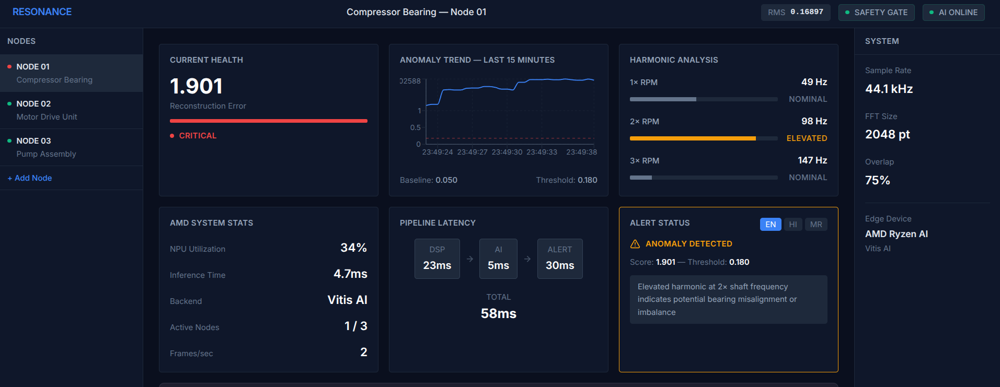 RESONANCE
Compressor Bearing — Node 01
RMS 0.16897
SAFETY GATE
AI ONLINE
NODES
NODE 01
Compressor Bearing
NODE 02
Motor Drive Unit
NODE 03
Pump Assembly
+ Add Node
CURRENT HEALTH
1.901
Reconstruction Error
CRITICAL
ANOMALY TREND — LAST 15 MINUTES
02588
1
0.5
0
23:49:24 23:49:27 23:49:30 23:49:33 23:49:38
Baseline: 0.050 Threshold: 0.180
HARMONIC ANALYSIS
1× RPM 49 Hz
NOMINAL
2× RPM 98 Hz
ELEVATED
3× RPM 147 Hz
NOMINAL
AMD SYSTEM STATS
NPU Utilization 34%
Inference Time 4.7ms
Backend Vitis AI
Active Nodes 1 / 3
Frames/sec 2
PIPELINE LATENCY
DSP
23ms
→
AI
5ms
→
ALERT
30ms
TOTAL
58ms
ALERT STATUS
EN HI MR
ANOMALY DETECTED
Score: 1.901 — Threshold: 0.180
Elevated harmonic at 2× shaft frequency
indicates potential bearing misalignment or
imbalance
SYSTEM
Sample Rate
44.1 kHz
FFT Size
2048 pt
Overlap
75%
Edge Device
AMD Ryzen AI
Vitis AI